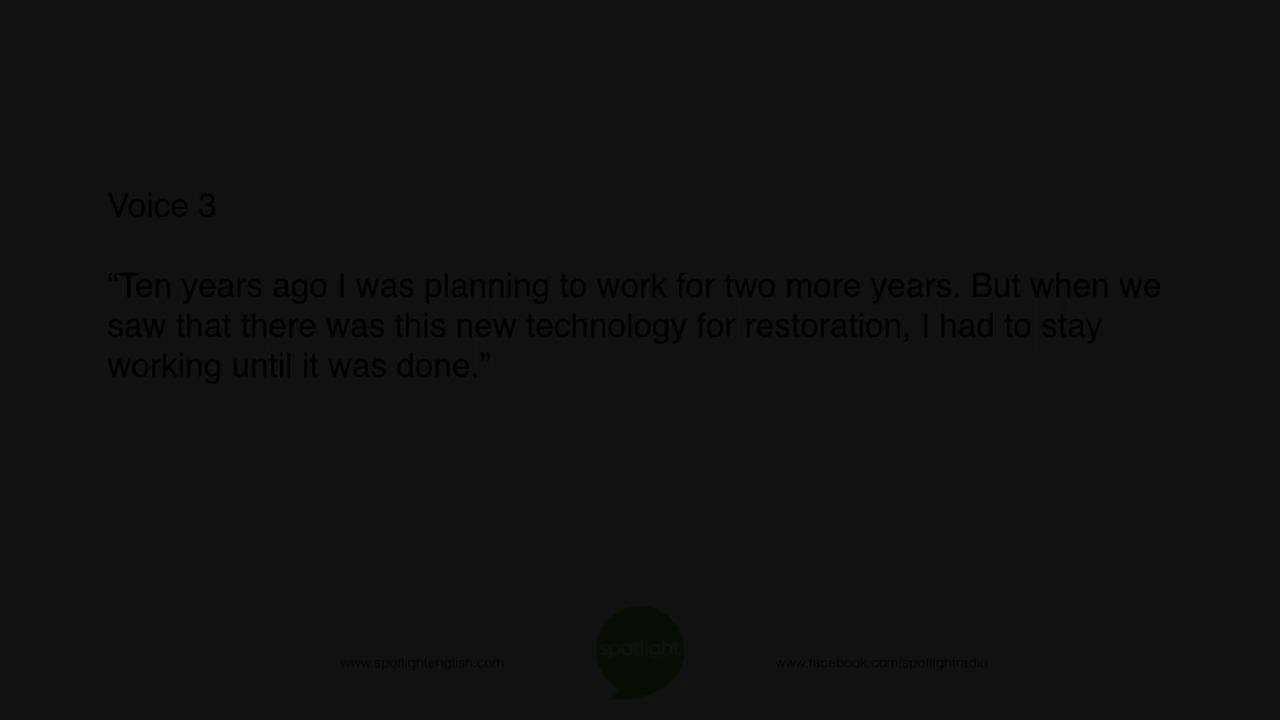 Voice 3
“Ten years ago I was planning to work for two more years. But when we
saw that there was this new technology for restoration, I had to stay
working until it was done.”
spotlight
www.spotlightenglish.com
www.facebook.com/spotlightradio